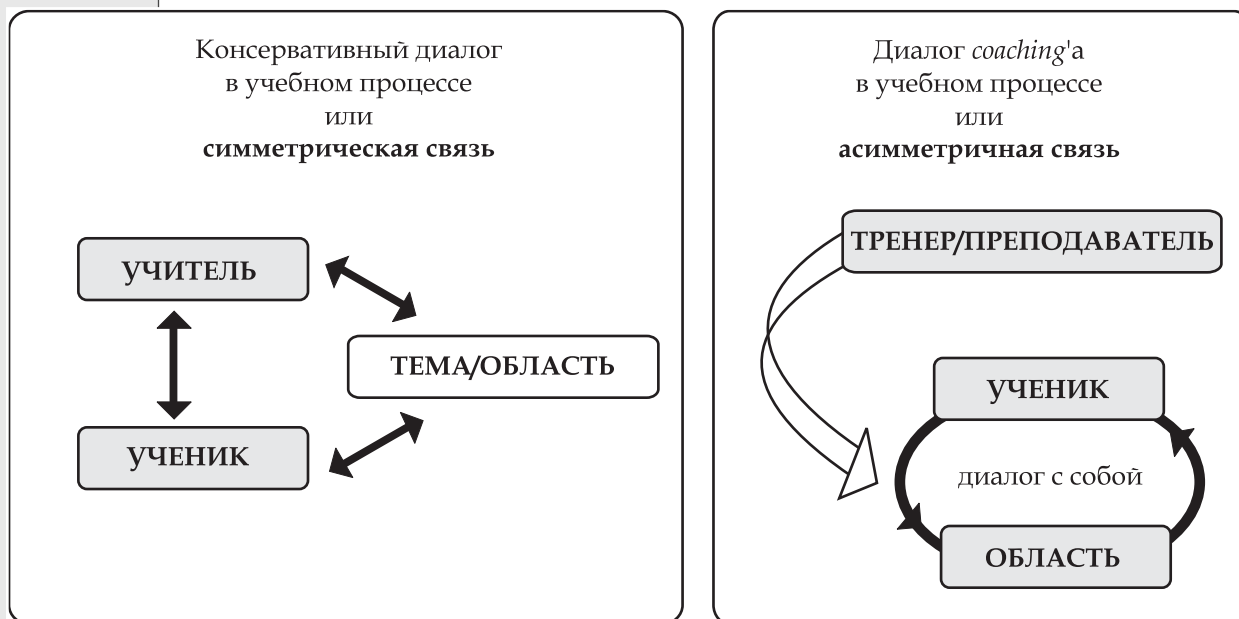 Консервативный диалог
в учебном процессе
или
симметрическая связь
УЧИТЕЛЬ
ТЕМА/ОБЛАСТЬ
УЧЕНИК
Диалог coaching'а
в учебном процессе
или
асимметричная связь
ТРЕНЕР/ПРЕПОДАВАТЕЛЬ
УЧЕНИК
диалог с собой
ОБЛАСТЬ